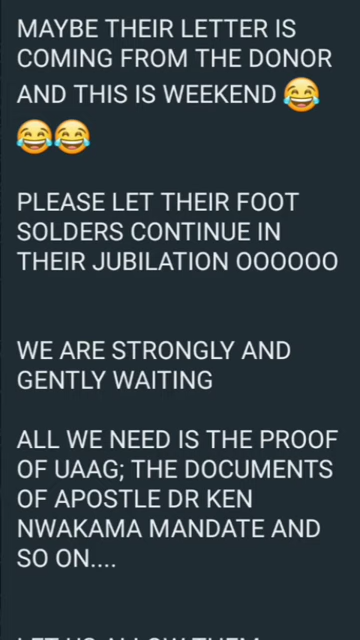 MAYBE THEIR LETTER IS
COMING FROM THE DONOR
AND THIS IS WEEKEND 😂
😂😂
PLEASE LET THEIR FOOT
SOLDERS CONTINUE IN
THEIR JUBILATION OOOOOO
WE ARE STRONGLY AND
GENTLY WAITING
ALL WE NEED IS THE PROOF
OF UAAG; THE DOCUMENTS
OF APOSTLE DR KEN
NWAKAMA MANDATE AND
SO ON....